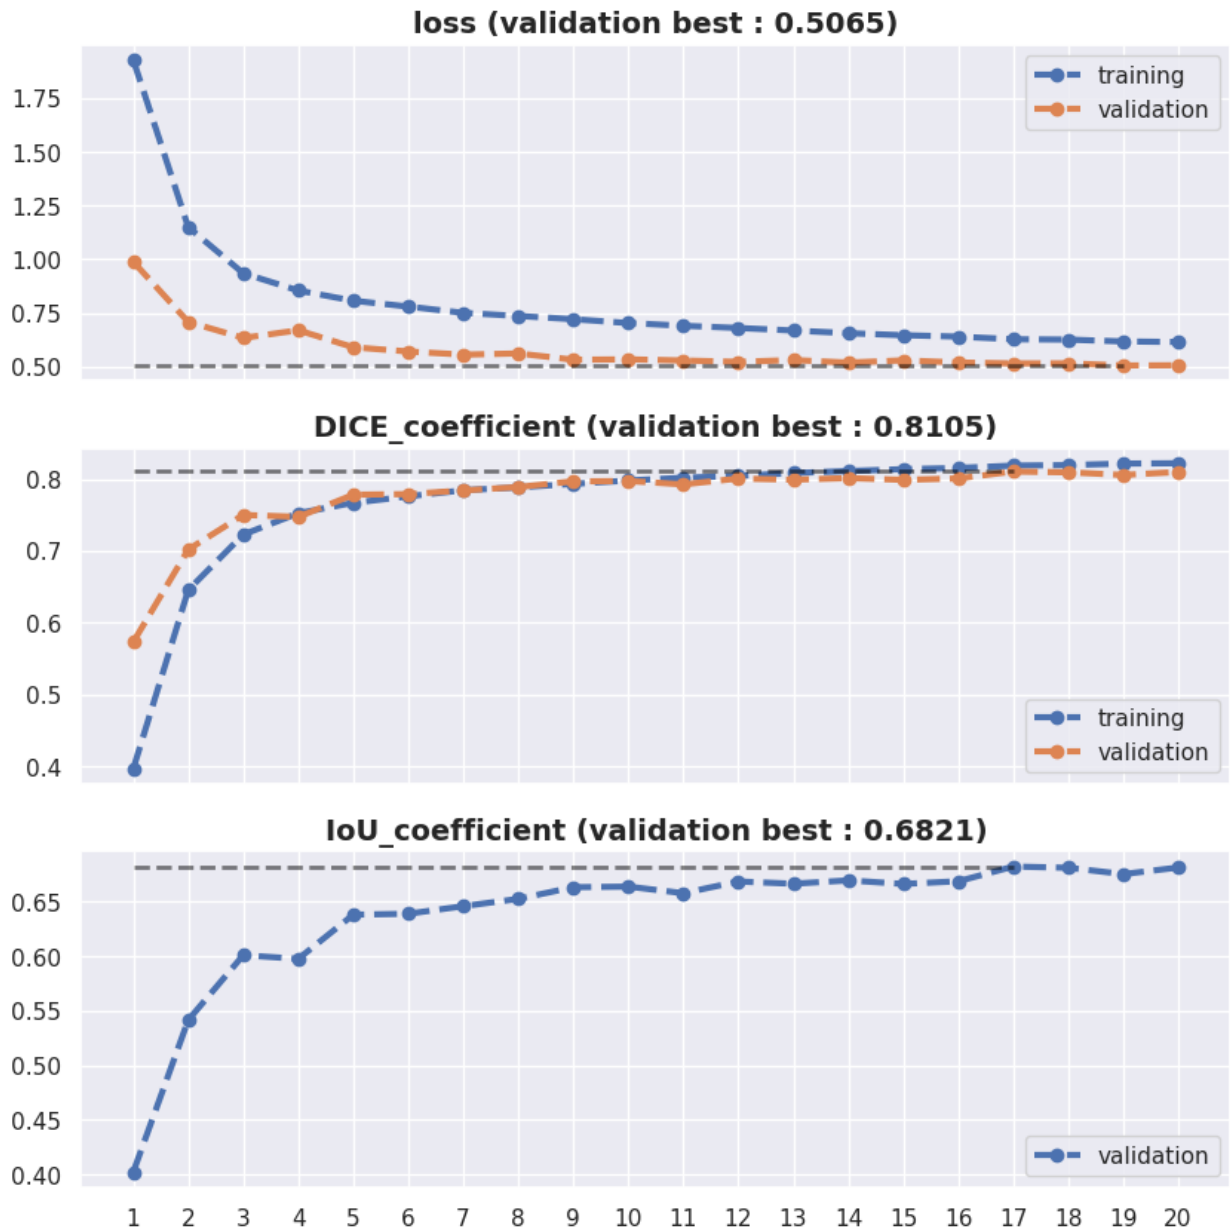 loss (validation best : 0.5065)
training
validation
1.75
1.50
1.25
1.00
0.75
0.50
DICE_coefficient (validation best : 0.8105)
0.8
0.7
0.6
0.5
0.4
training
validation
IoU_coefficient (validation best : 0.6821)
0.65
0.60
0.55
0.50
0.45
0.40
validation
1 2 3 4 5 6 7 8 9 10 11 12 13 14 15 16 17 18 19 20